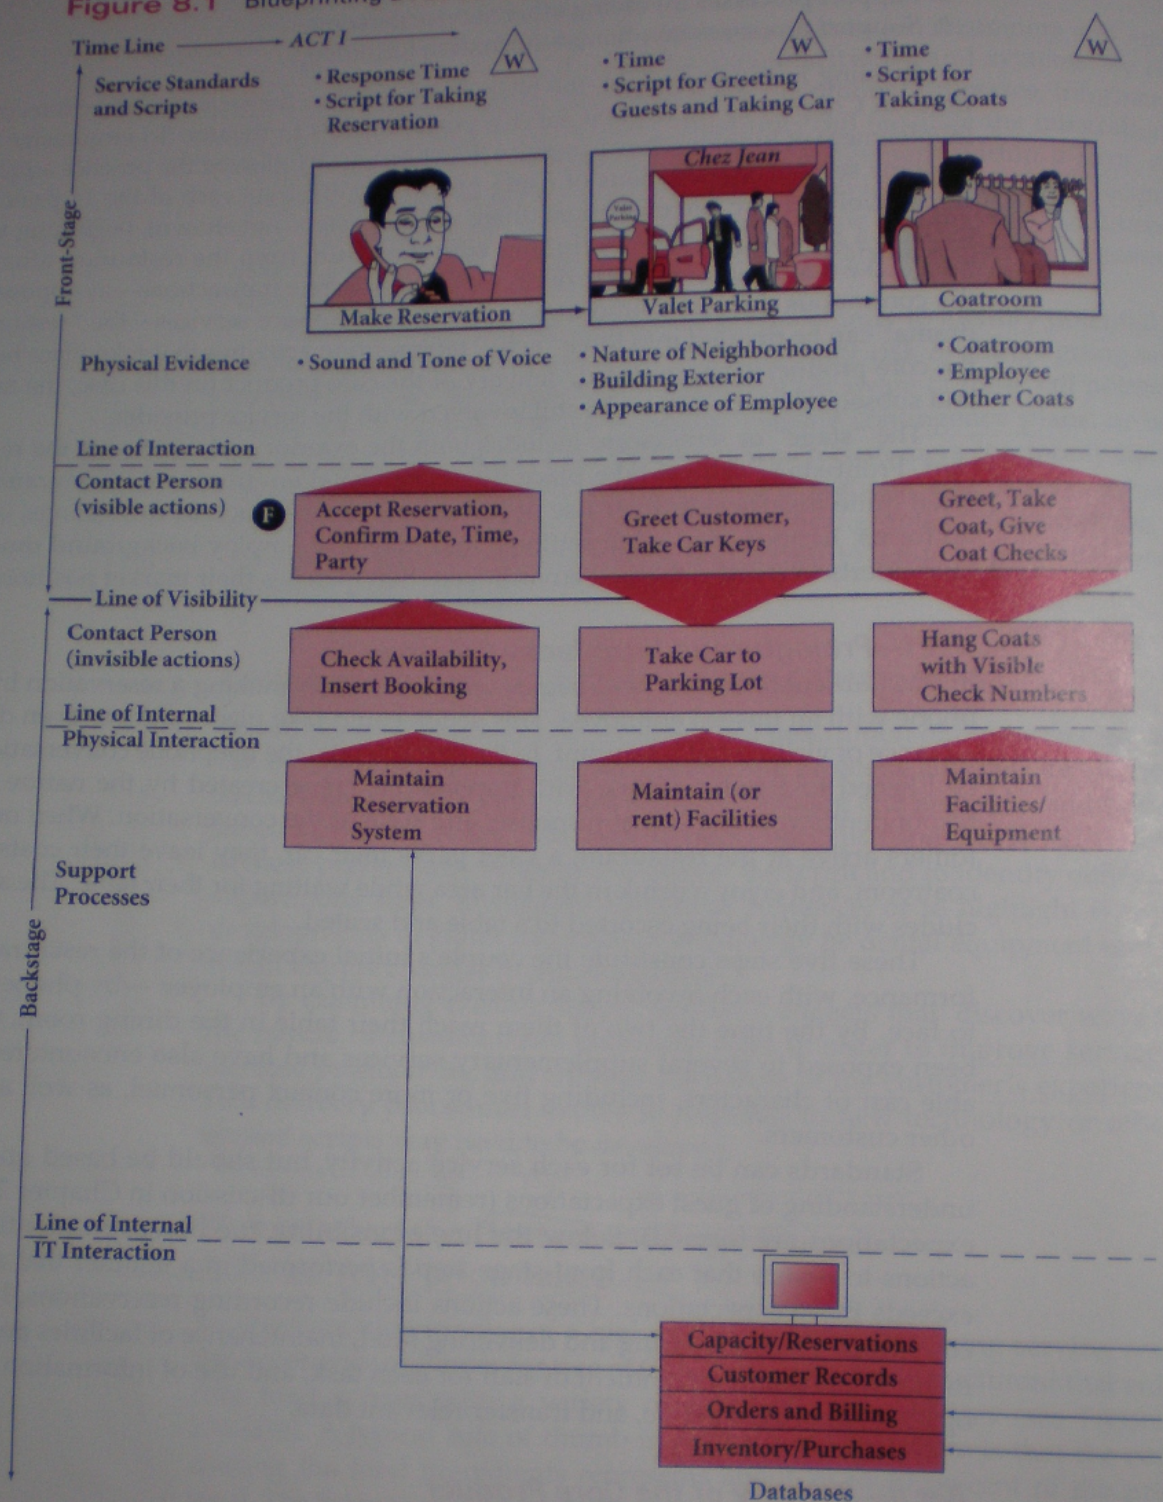 Figure 8.1
Time Line
ACT I
Service Standards
and Scripts
• Response Time
• Script for Taking
Reservation
W
• Time
• Script for Greeting
Guests and Taking Car
W
• Time
• Script for
Taking Coats
W
Front-Stage
Make Reservation
Chez Jean
Valet
Parking
Valet Parking
Coatroom
Physical Evidence
• Sound and Tone of Voice
• Nature of Neighborhood
• Building Exterior
• Appearance of Employee
• Coatroom
• Employee
• Other Coats
Line of Interaction
Contact Person
(visible actions)
F
Accept Reservation,
Confirm Date, Time,
Party
Greet Customer,
Take Car Keys
Greet, Take
Coat, Give
Coat Checks
Line of Visibility
Contact Person
(invisible actions)
Check Availability,
Insert Booking
Take Car to
Parking Lot
Hang Coats
with Visible
Check Numbers
Line of Internal
Physical Interaction
Maintain
Reservation
System
Maintain (or
rent) Facilities
Maintain
Facilities/
Equipment
Support
Processes
Backstage
Line of Internal
IT Interaction
Capacity/Reservations
Customer Records
Orders and Billing
Inventory/Purchases
Databases